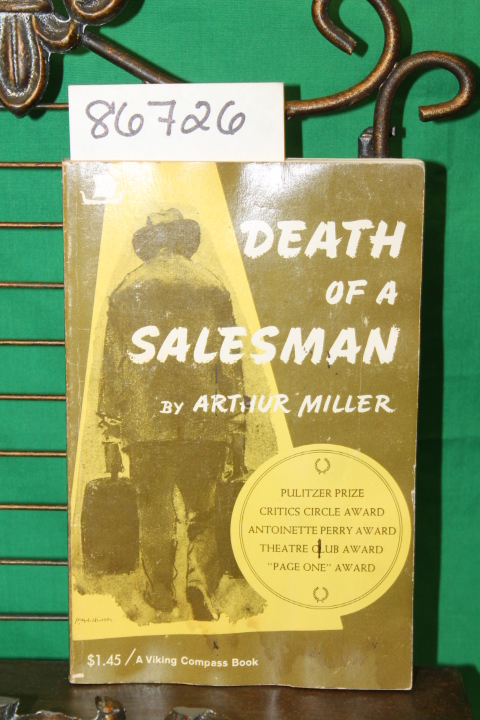 86726
DEATH
OF A
SALESMAN
BY ARTHUR MILLER
PULITZER PRIZE
CRITICS CIRCLE AWARD
ANTOINETTE PERRY AWARD
THEATRE CLUB AWARD
"PAGE ONE" AWARD
$1.45 / A Viking Compass Book